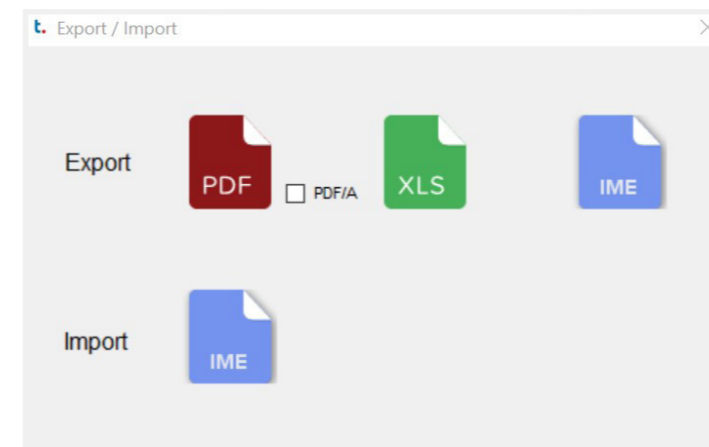 t. Export / Import
Export PDF PDF/A XLS IME
Import IME